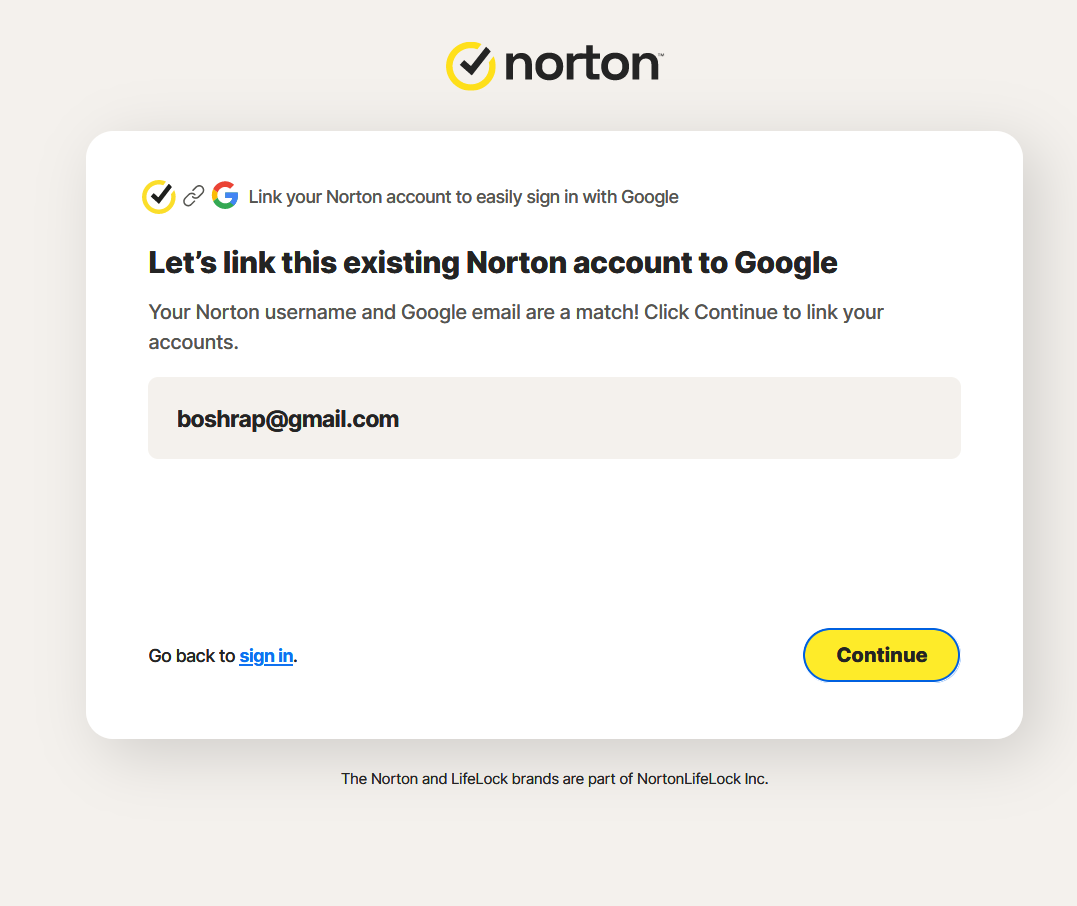 norton™
Link your Norton account to easily sign in with Google
Let’s link this existing Norton account to Google
Your Norton username and Google email are a match! Click Continue to link your
accounts.
boshrap@gmail.com
Go back to sign in.
Continue
The Norton and LifeLock brands are part of NortonLifeLock Inc.